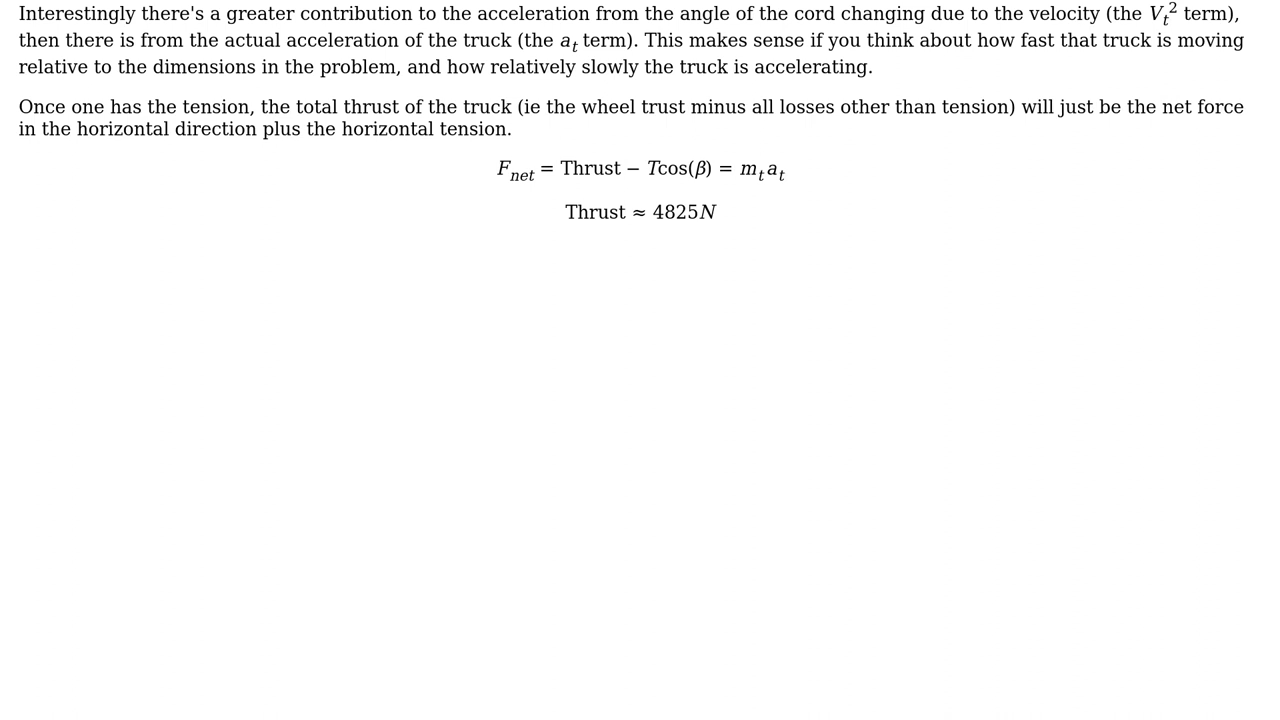 Interestingly there's a greater contribution to the acceleration from the angle of the cord changing due to the velocity (the V_t^2 term),
then there is from the actual acceleration of the truck (the a_t term). This makes sense if you think about how fast that truck is moving
relative to the dimensions in the problem, and how relatively slowly the truck is accelerating.
Once one has the tension, the total thrust of the truck (ie the wheel trust minus all losses other than tension) will just be the net force
in the horizontal direction plus the horizontal tension.
F_net = Thrust − Tcos(β) = m_t a_t
Thrust ≈ 4825N